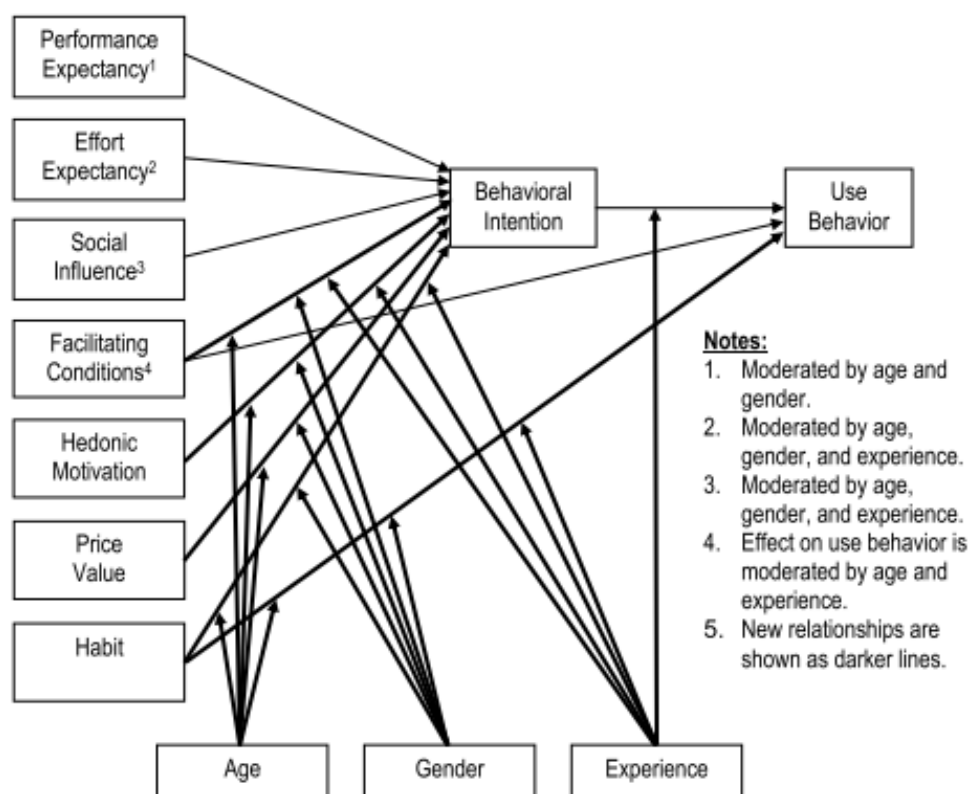 Performance
Expectancy¹
Effort
Expectancy²
Social
Influence³
Facilitating
Conditions⁴
Hedonic
Motivation
Price
Value
Habit
Behavioral
Intention
Use
Behavior
Notes:
1. Moderated by age and
gender.
2. Moderated by age,
gender, and experience.
3. Moderated by age,
gender, and experience.
4. Effect on use behavior is
moderated by age and
experience.
5. New relationships are
shown as darker lines.
Age
Gender
Experience